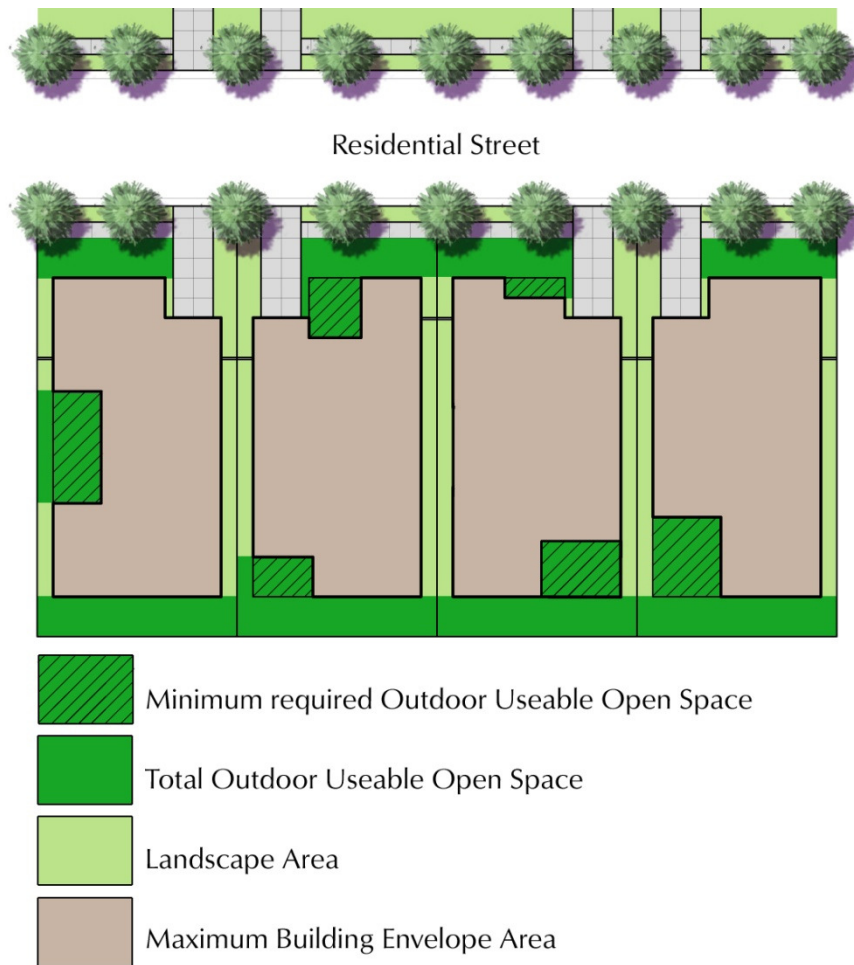 Residential Street
Minimum required Outdoor Useable Open Space
Total Outdoor Useable Open Space
Landscape Area
Maximum Building Envelope Area